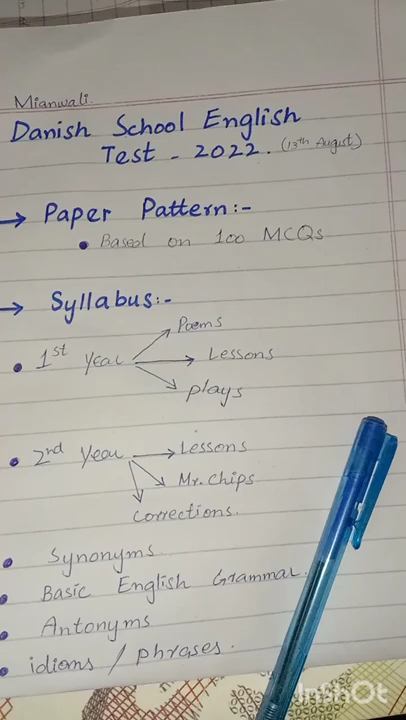 Mianwali.
Danish School English
Test - 2022. (13th August)
→ Paper Pattern:-
• Based on 100 MCQs
→ Syllabus:-
Poems
• 1st Year → Lessons
plays
• 2nd Year → Lessons
Mr. Chips
Corrections.
• Synonyms
• Basic English Grammar.
• Antonyms
• idioms / phrases.
InShOt